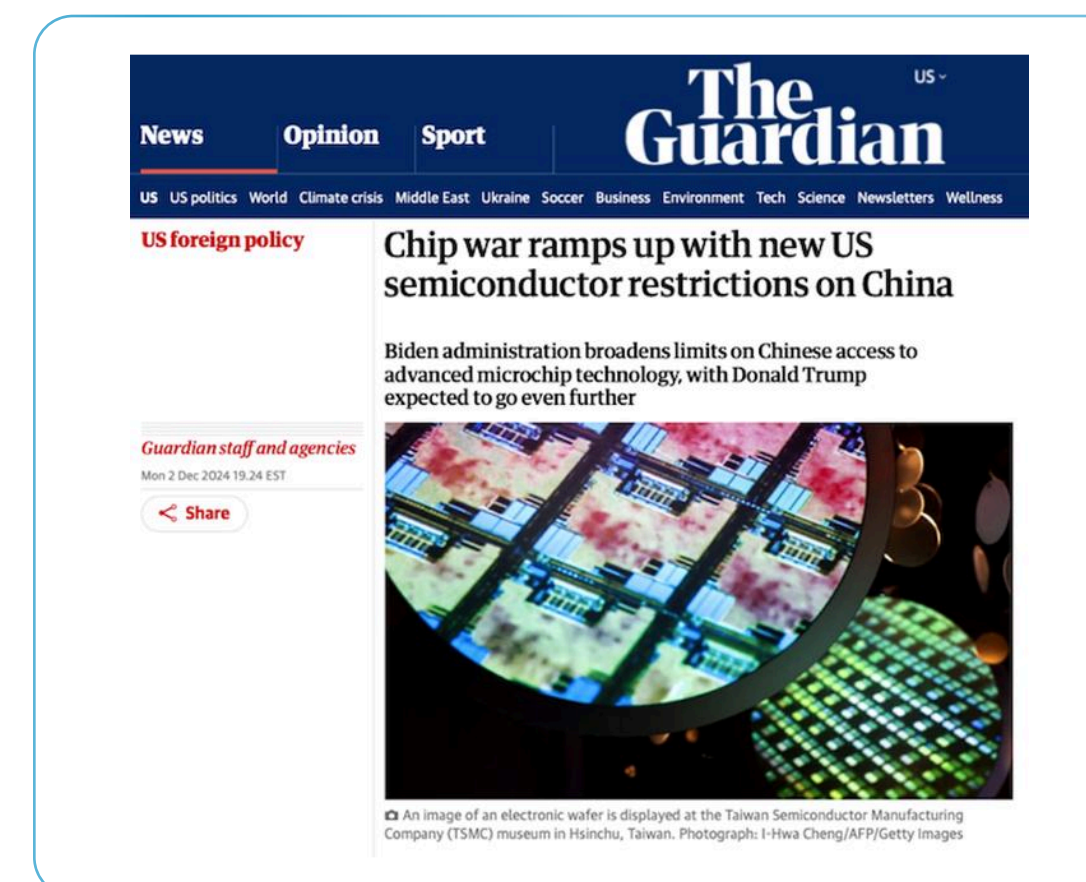 The
Guardian
US
News
Opinion
Sport
US US politics World Climate crisis Middle East Ukraine Soccer Business Environment Tech Science Newsletters Wellness
US foreign policy
Chip war ramps up with new US
semiconductor restrictions on China
Biden administration broadens limits on Chinese access to
advanced microchip technology, with Donald Trump
expected to go even further
Guardian staff and agencies
Mon 2 Dec 2024 19.24 EST
Share
An image of an electronic wafer is displayed at the Taiwan Semiconductor Manufacturing
Company (TSMC) museum in Hsinchu, Taiwan. Photograph: I-Hwa Cheng/AFP/Getty Images